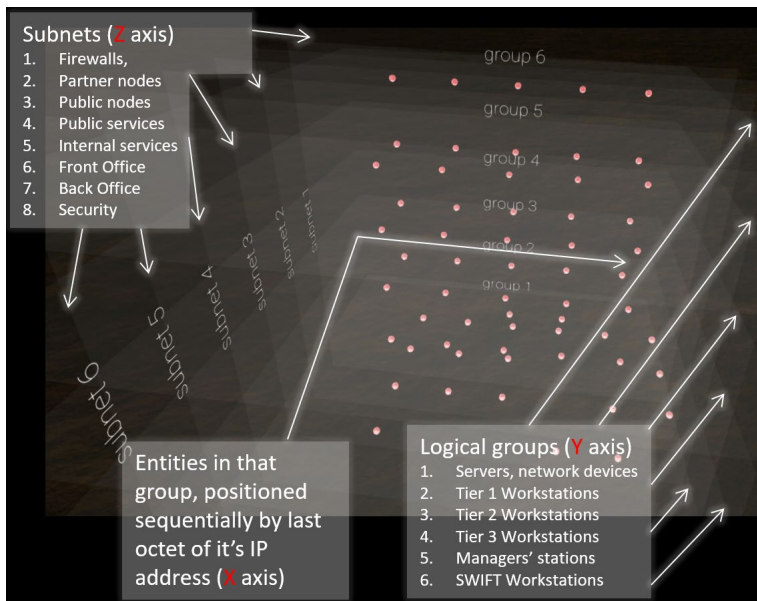 Subnets (Z axis)
1. Firewalls,
2. Partner nodes
3. Public nodes
4. Public services
5. Internal services
6. Front Office
7. Back Office
8. Security
group 6
group 5
group 4
group 3
group 2
group 1
subnet 1
subnet 2
subnet 3
subnet 4
subnet 5
subnet 6
Entities in that
group, positioned
sequentially by last
octet of it's IP
address (X axis)
Logical groups (Y axis)
1. Servers, network devices
2. Tier 1 Workstations
3. Tier 2 Workstations
4. Tier 3 Workstations
5. Managers' stations
6. SWIFT Workstations